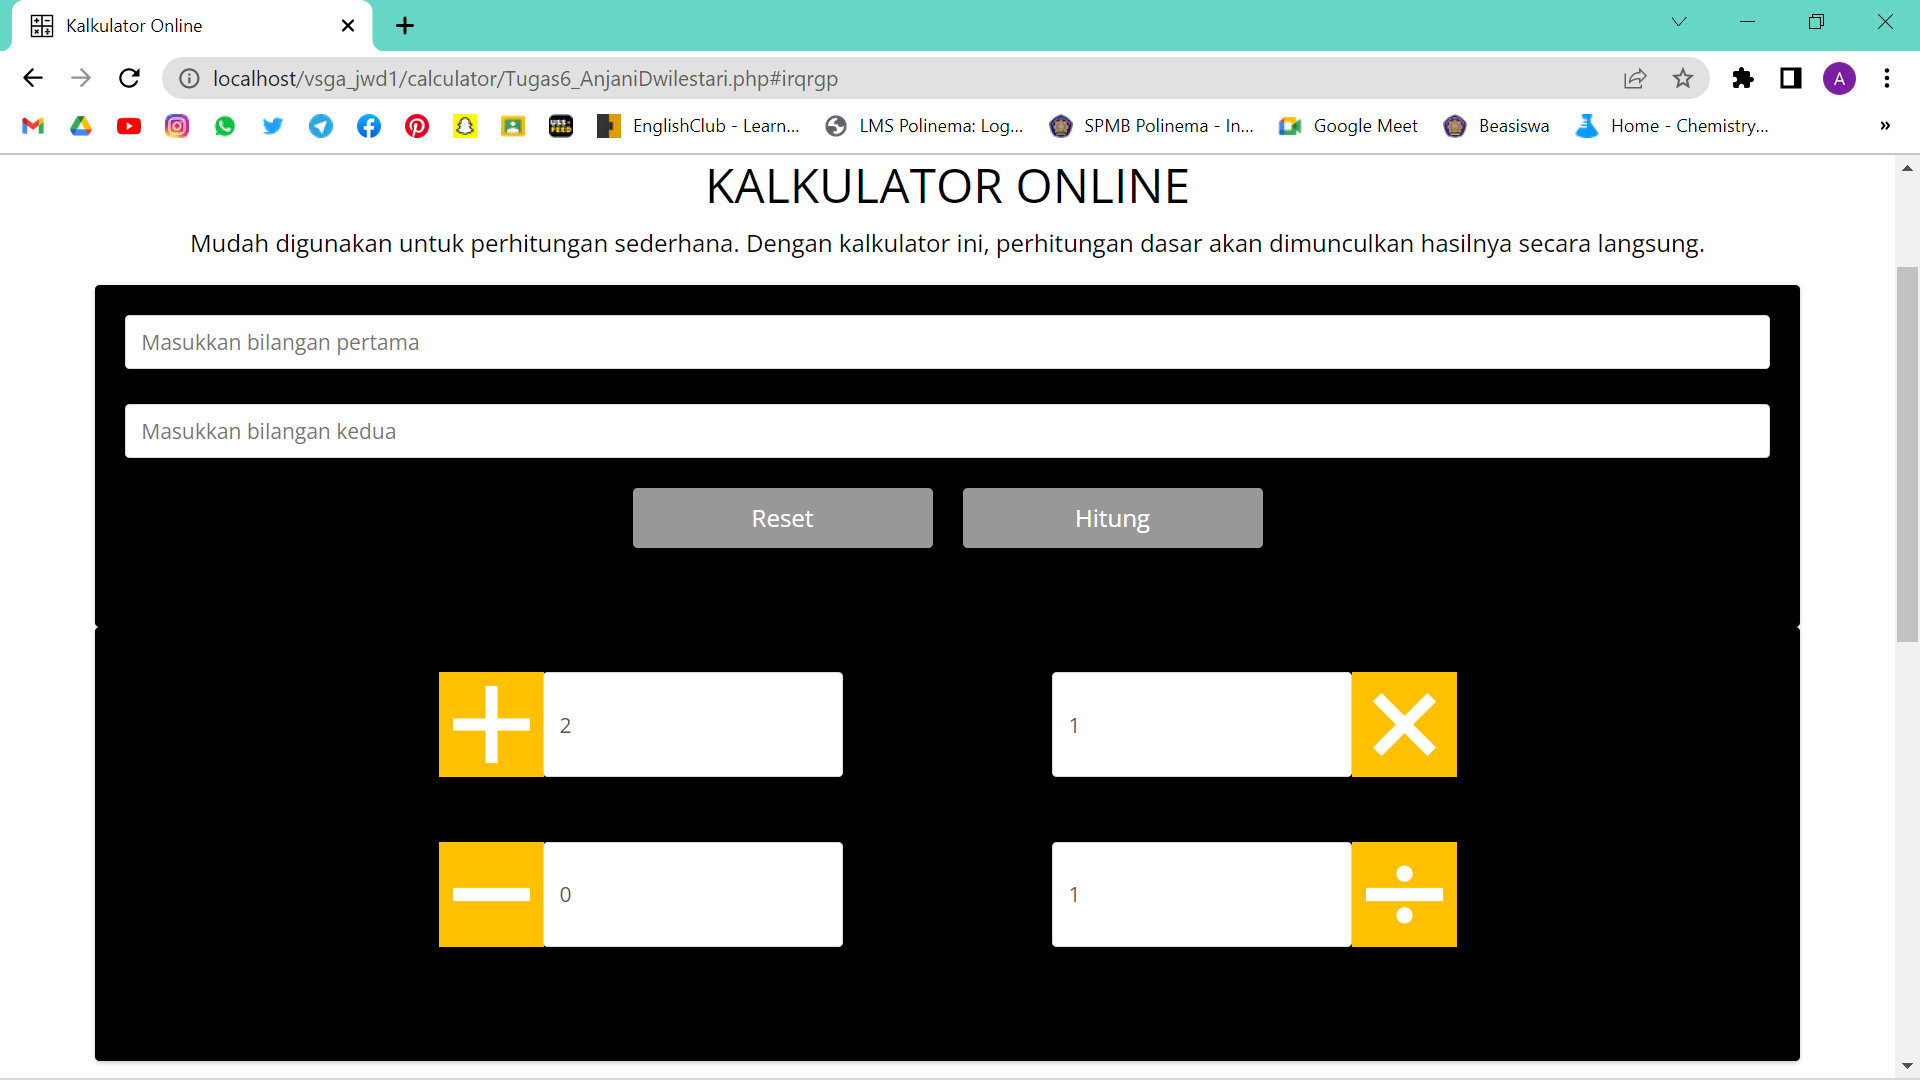 Kalkulator Online
localhost/vsga_jwd1/calculator/Tugas6_AnjaniDwilestari.php#irqrgp
A
USS FEED
EnglishClub - Learn...
LMS Polinema: Log...
SPMB Polinema - In...
Google Meet
Beasiswa
Home - Chemistry...
»
KALKULATOR ONLINE
Mudah digunakan untuk perhitungan sederhana. Dengan kalkulator ini, perhitungan dasar akan dimunculkan hasilnya secara langsung.
Masukkan bilangan pertama
Masukkan bilangan kedua
Reset
Hitung
+ 2
1 ×
− 0
1 ÷